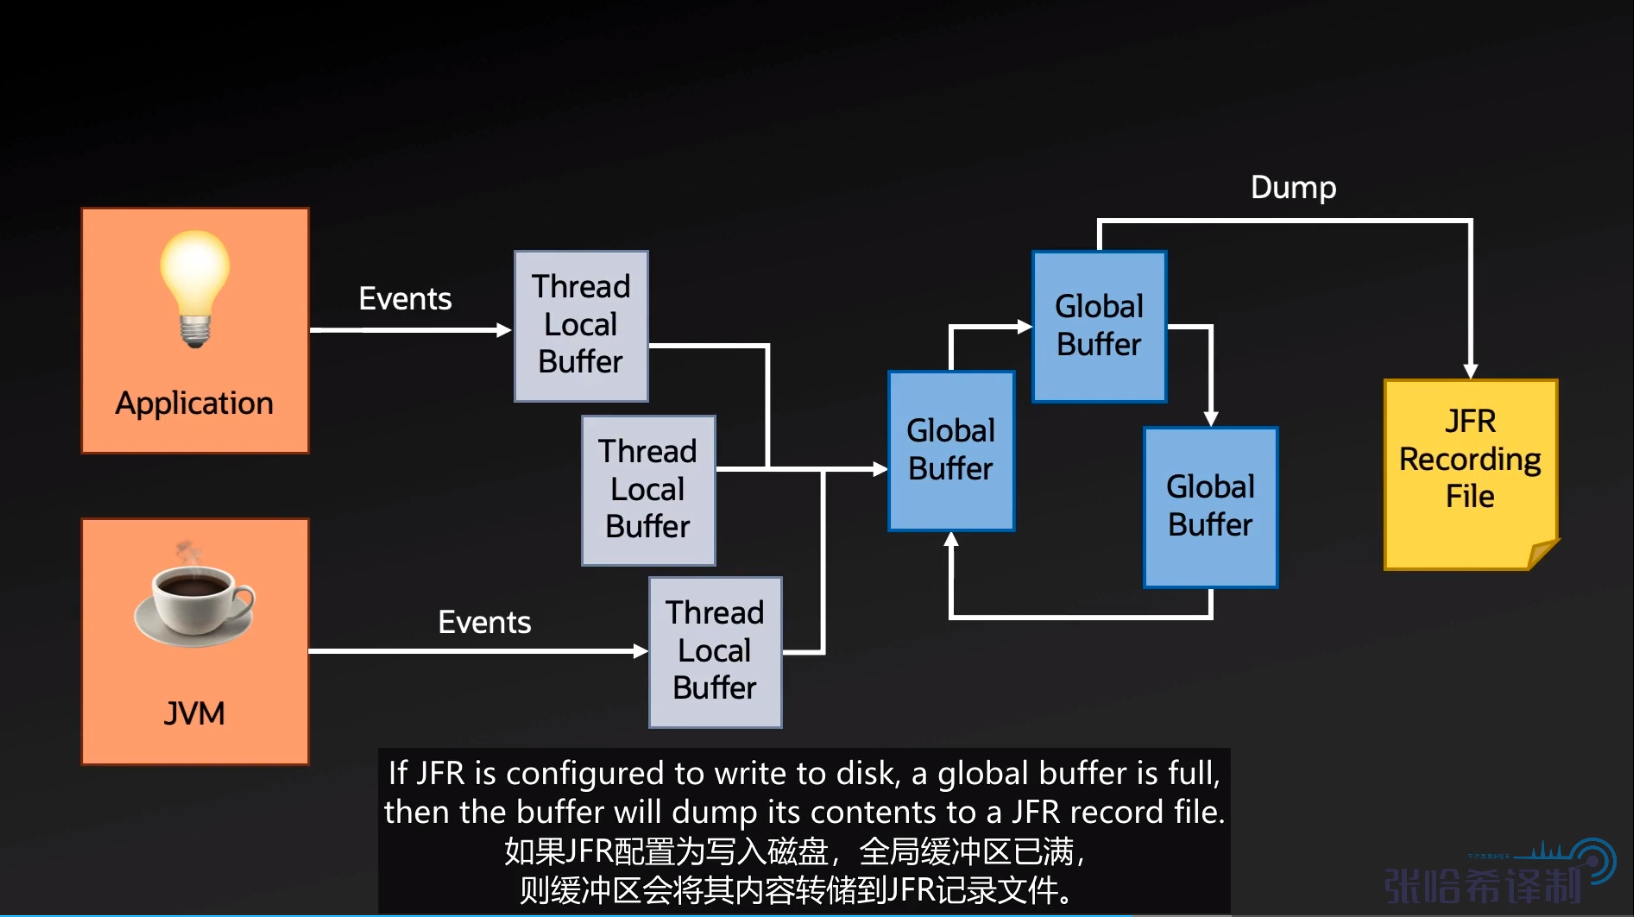 Dump
Application
Events
Thread
Local
Buffer
Thread
Local
Buffer
JVM
Events
Thread
Local
Buffer
Global
Buffer
Global
Buffer
Global
Buffer
JFR
Recording
File
If JFR is configured to write to disk, a global buffer is full,
then the buffer will dump its contents to a JFR record file.
如果JFR配置为写入磁盘，全局缓冲区已满，
则缓冲区会将其内容转储到JFR记录文件。
张哈希译制